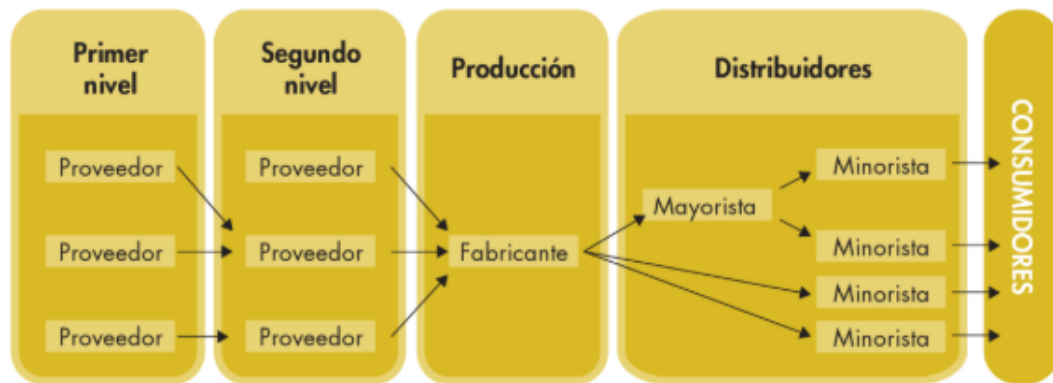 Primer
nivel
Segundo
nivel
Producción
Distribuidores
CONSUMIDORES
Proveedor
Proveedor
Proveedor
Proveedor
Proveedor
Proveedor
Fabricante
Mayorista
Minorista
Minorista
Minorista
Minorista